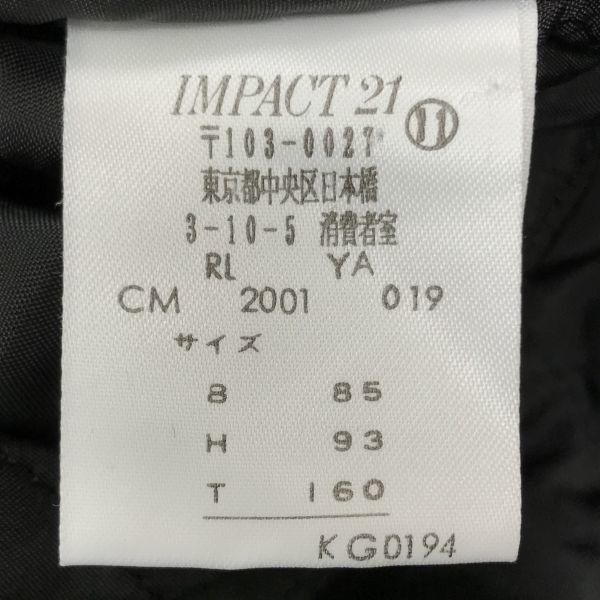 IMPACT 21 ⑪
〒103-0027
東京都中央区日本橋
3-10-5 消費者室
RL YA
CM 2001 019
サイズ
B 85
H 93
T 160
KG0194